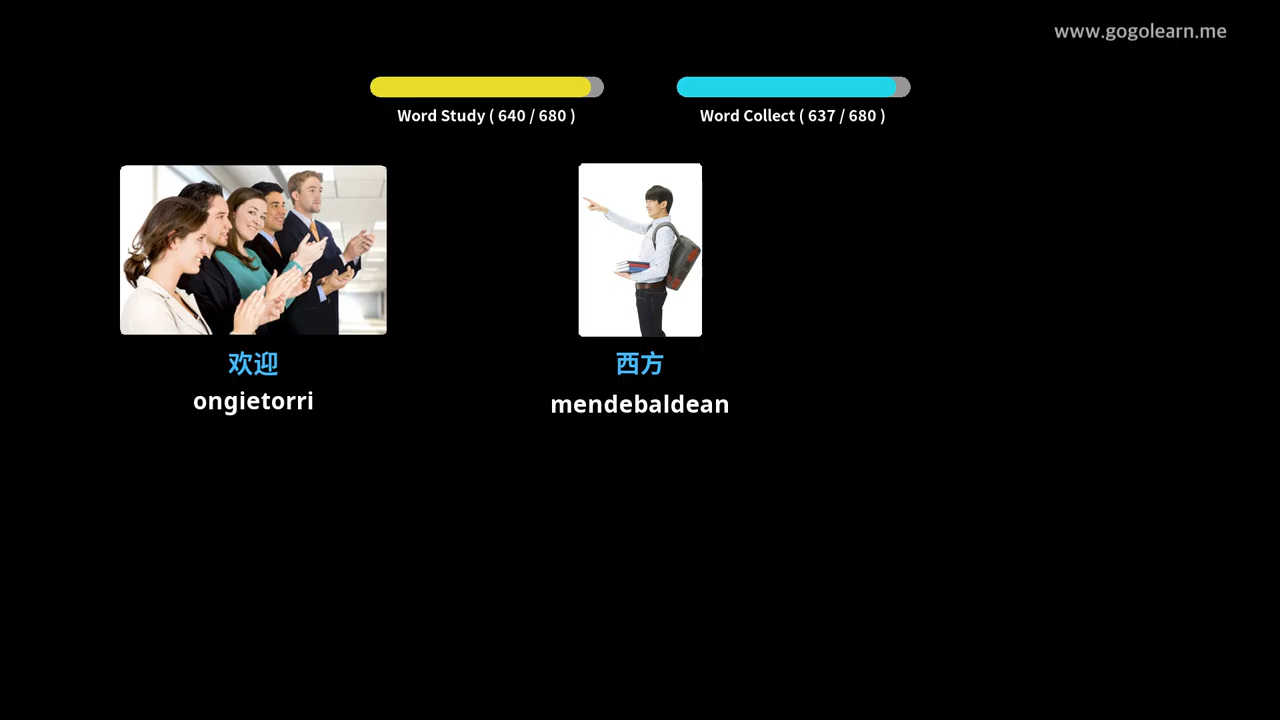 www.gogolearn.me
Word Study ( 640 / 680 )
Word Collect ( 637 / 680 )
欢迎
ongietorri
西方
mendebaldean